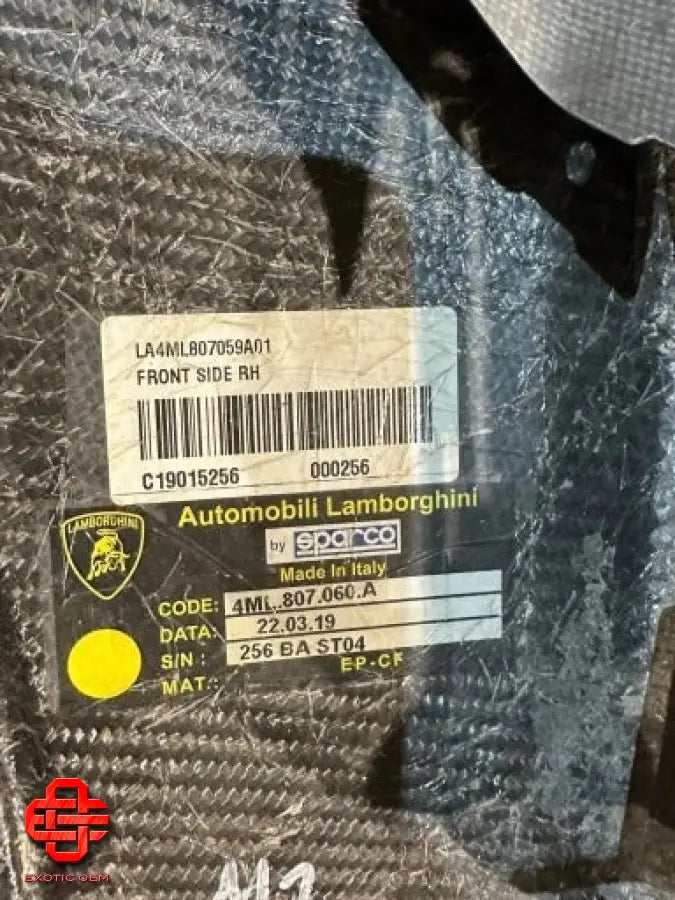 LA4ML807059A01
FRONT SIDE RH
C19015256 000256
Automobili Lamborghini
LAMBORGHINI
by sparco
Made In Italy
CODE: 4ML.807.060.A
DATA: 22.03.19
S/N : 256 BA ST04
MAT.: EP-CF
EXOTIC OEM